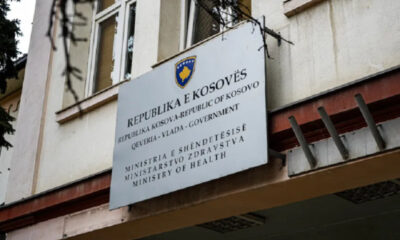 REPUBLIKA E KOSOVËS
REPUBLIKA KOSOVA-REPUBLIC OF KOSOVO
QEVERIA - VLADA - GOVERNMENT
MINISTRIA E SHËNDETËSISË
MINISTARSTVO ZDRAVSTVA
MINISTRY OF HEALTH